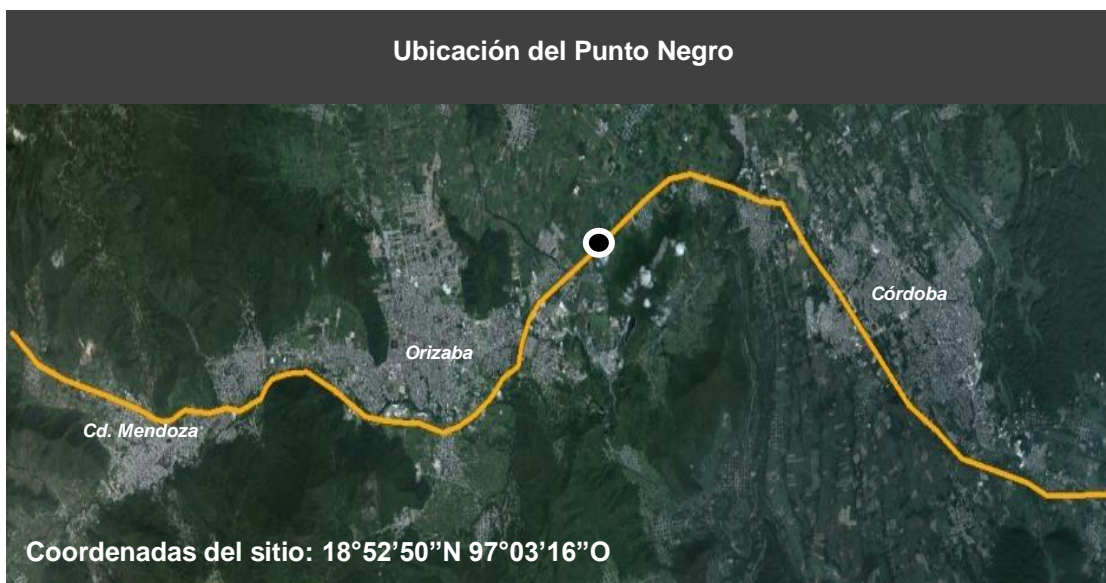 Ubicación del Punto Negro
Córdoba
Orizaba
Cd. Mendoza
Coordenadas del sitio: 18°52’50”N 97°03’16”O